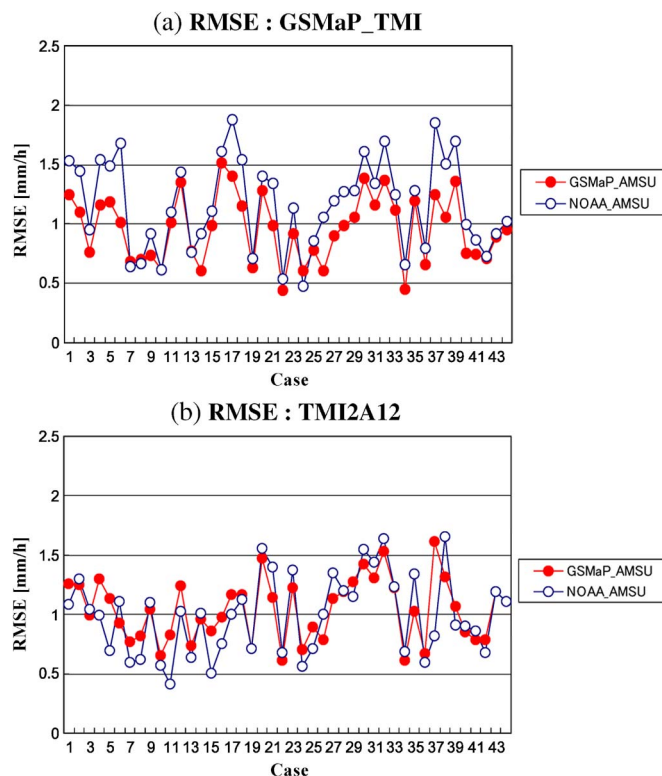 (a) RMSE : GSMaP_TMI
2.5
2
1.5
1
0.5
0
RMSE [mm/h]
1 3 5 7 9 11 13 15 17 19 21 23 25 27 29 31 33 35 37 39 41 43
Case
GSMaP_AMSU
NOAA_AMSU
(b) RMSE : TMI2A12
2.5
2
1.5
1
0.5
0
RMSE [mm/h]
1 3 5 7 9 11 13 15 17 19 21 23 25 27 29 31 33 35 37 39 41 43
Case
GSMaP_AMSU
NOAA_AMSU